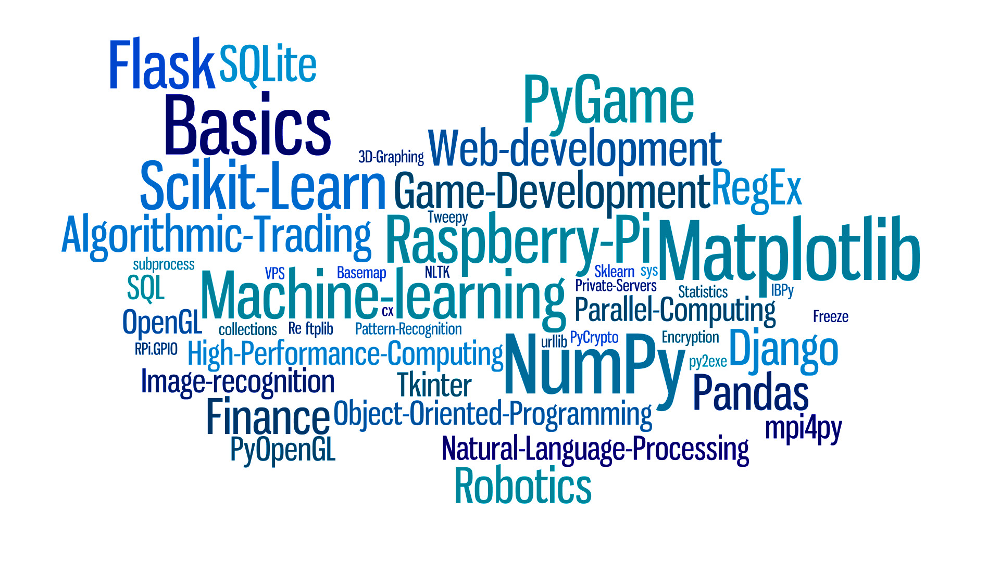 Flask SQLite
PyGame
Basics
3D-Graphing Web-development
Scikit-Learn Game-Development RegEx
Tweepy
Algorithmic-Trading Raspberry-Pi Matplotlib
subprocess VPS Basemap NLTK Sklearn sys
SQL Machine-learning Private-Servers Statistics IBPy
cx Parallel-Computing Freeze
OpenGL collections Re ftplib Pattern-Recognition
urllib PyCrypto Encryption
RPi.GPIO High-Performance-Computing NumPy py2exe Django
Image-recognition Tkinter Pandas
Finance Object-Oriented-Programming mpi4py
PyOpenGL Natural-Language-Processing
Robotics